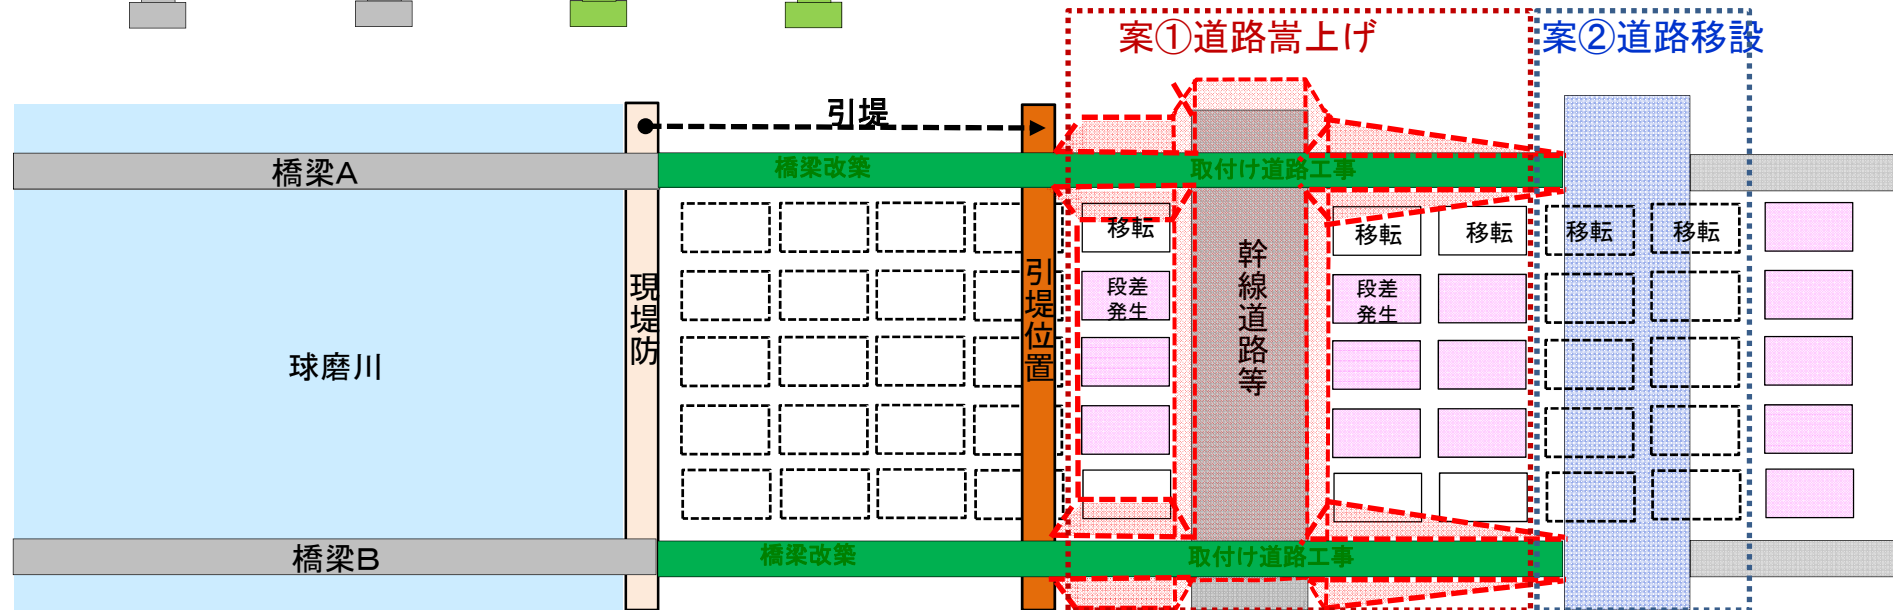 案①道路嵩上げ
案②道路移設
引堤
橋梁A
橋梁改築
取付け道路工事
移転
移転
移転
移転
移転
段差
発生
段差
発生
現堤防
引堤位置
幹線道路等
球磨川
橋梁B
橋梁改築
取付け道路工事